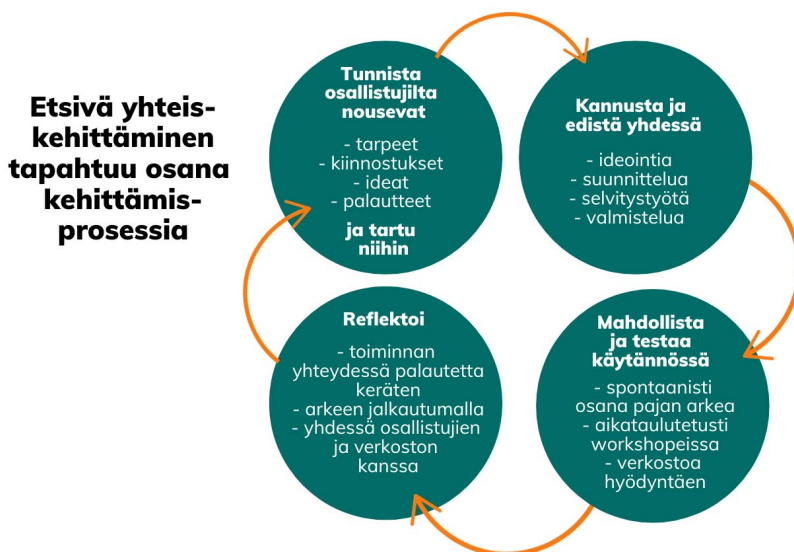 Etsivä yhteis-
kehittäminen
tapahtuu osana
kehittämis-
prosessia
Tunnista
osallistujilta
nousevat
- tarpeet
- kiinnostukset
- ideat
- palautteet
ja tartu
niihin
Kannusta ja
edistä yhdessä
- ideointia
- suunnittelua
- selvitystyötä
- valmistelua
Mahdollista
ja testaa
käytännössä
- spontaanisti
osana pajan arkea
- aikataulutetusti
workshopeissa
- verkostoa
hyödyntäen
Reflektoi
- toiminnan
yhteydessä palautetta
keräten
- arkeen jalkautumalla
- yhdessä osallistujien
ja verkoston
kanssa